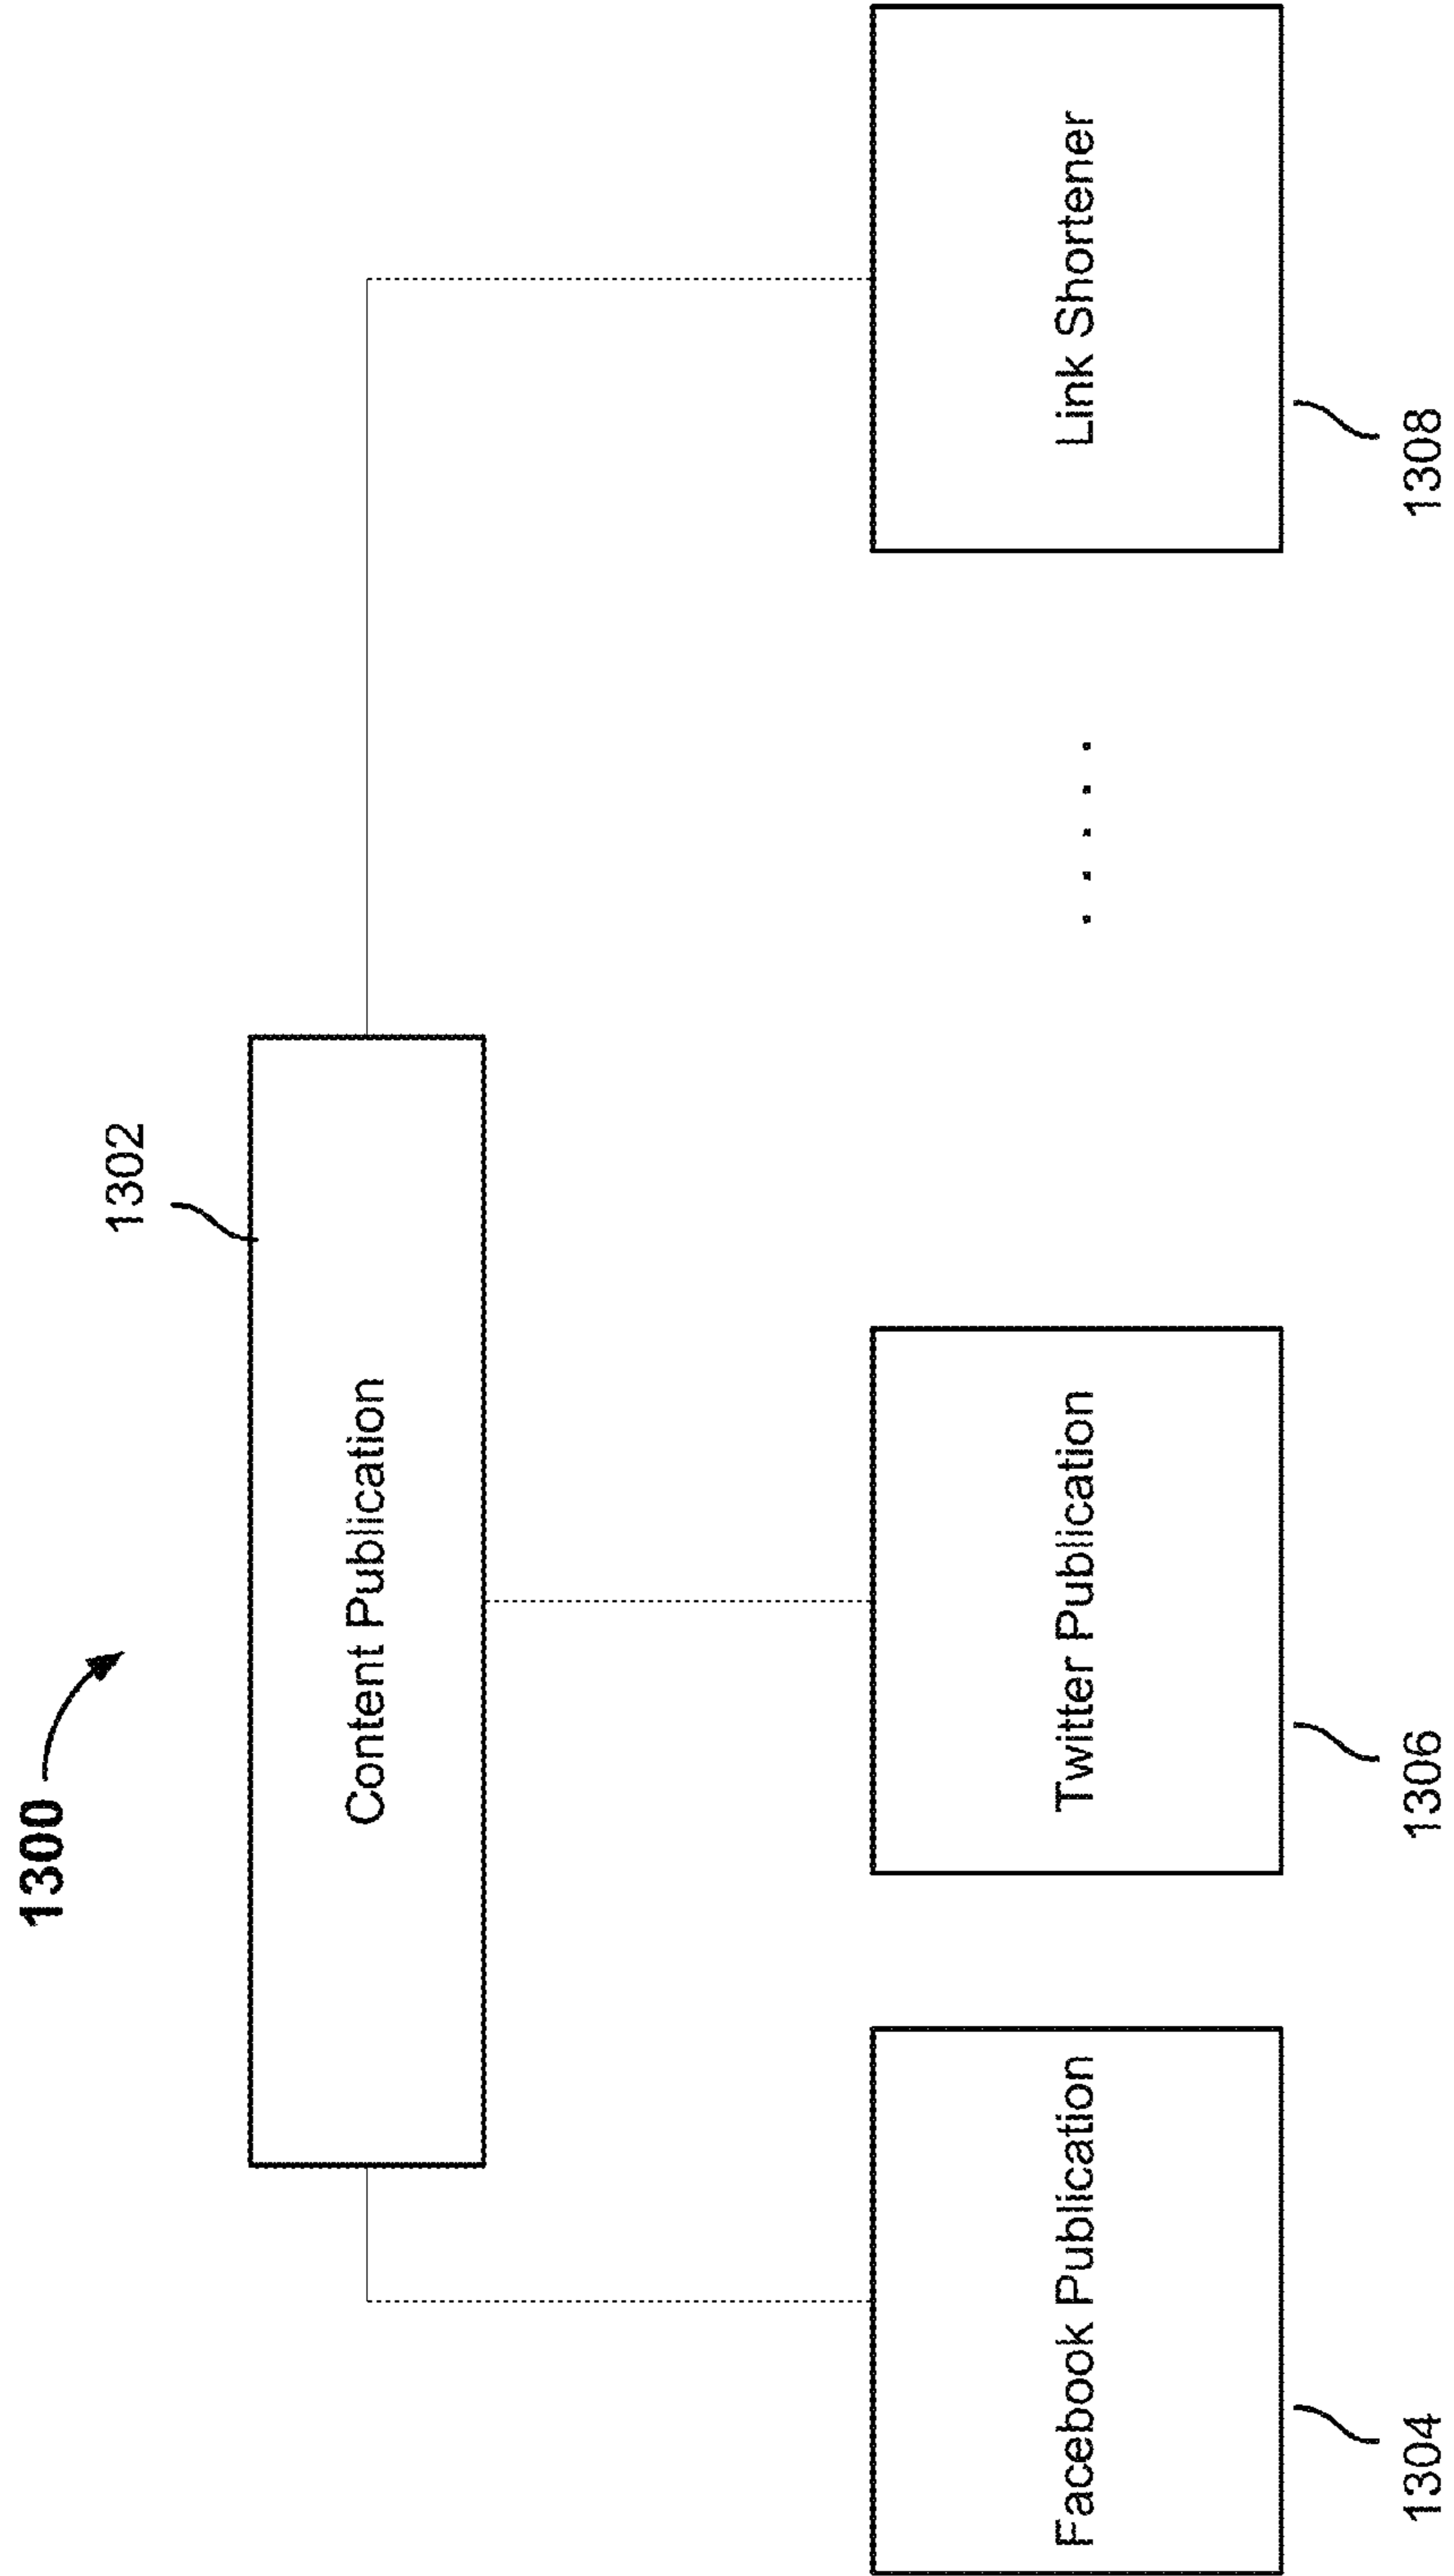 1300
1302
Content Publication
Facebook Publication
Twitter Publication
.....
Link Shortener
1304
1306
1308